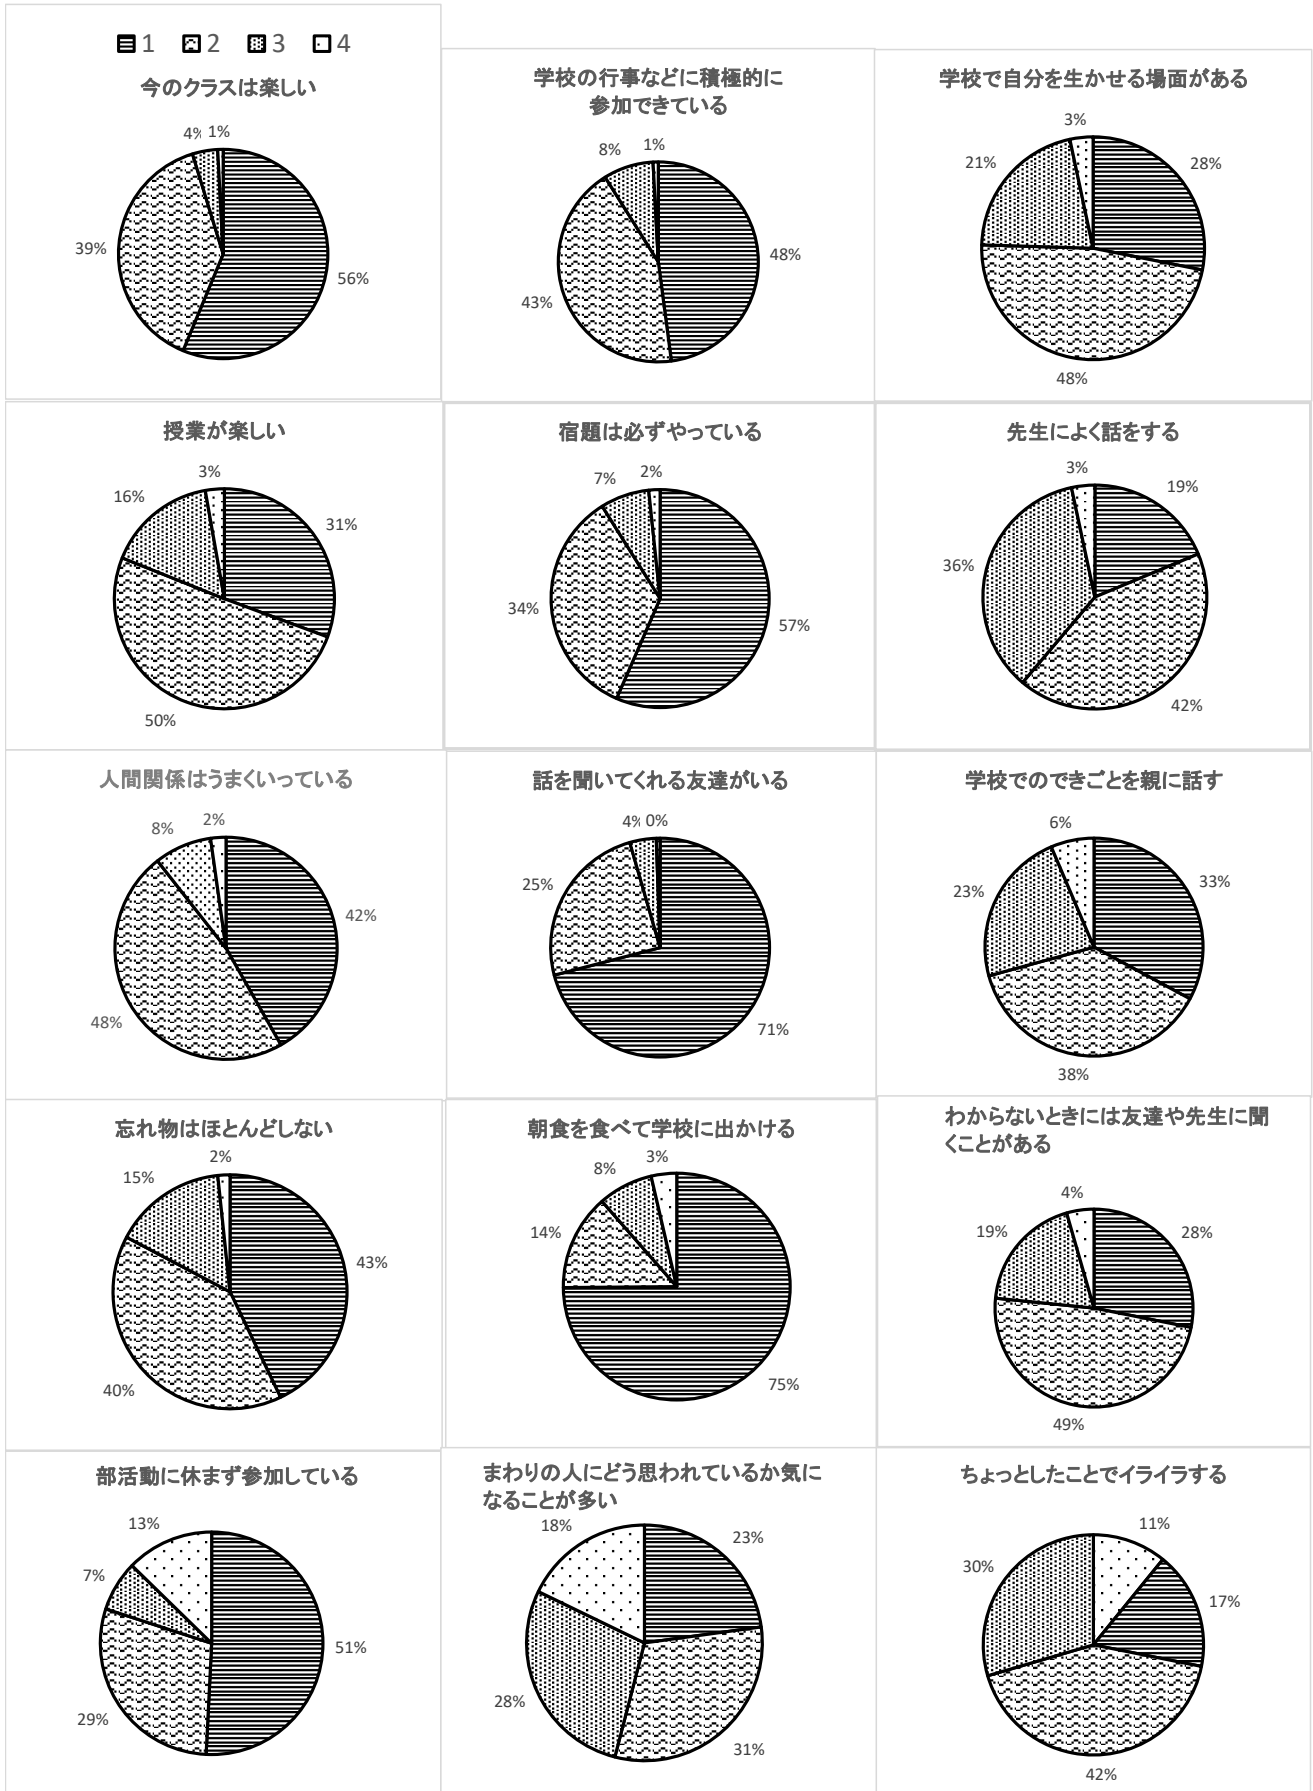 1 2 3 4
今のクラスは楽しい
4% 1%
39%
56%
学校の行事などに積極的に
参加できている
8% 1%
48%
43%
学校で自分を生かせる場面がある
3%
21% 28%
48%
授業が楽しい
3%
16%
31%
50%
宿題は必ずやっている
7% 2%
34%
57%
先生によく話をする
3%
19%
36%
42%
人間関係はうまくいっている
8% 2%
42%
48%
話を聞いてくれる友達がいる
4% 0%
25%
71%
学校でのできごとを親に話す
6%
23% 33%
38%
忘れ物はほとんどしない
2%
15%
43%
40%
朝食を食べて学校に出かける
8% 3%
14%
75%
わからないときには友達や先生に聞
くことがある
4%
19% 28%
49%
部活動に休まず参加している
13%
7%
51%
29%
まわりの人にどう思われているか気に
なることが多い
18% 23%
28%
31%
ちょっとしたことでイライラする
11%
30%
17%
42%